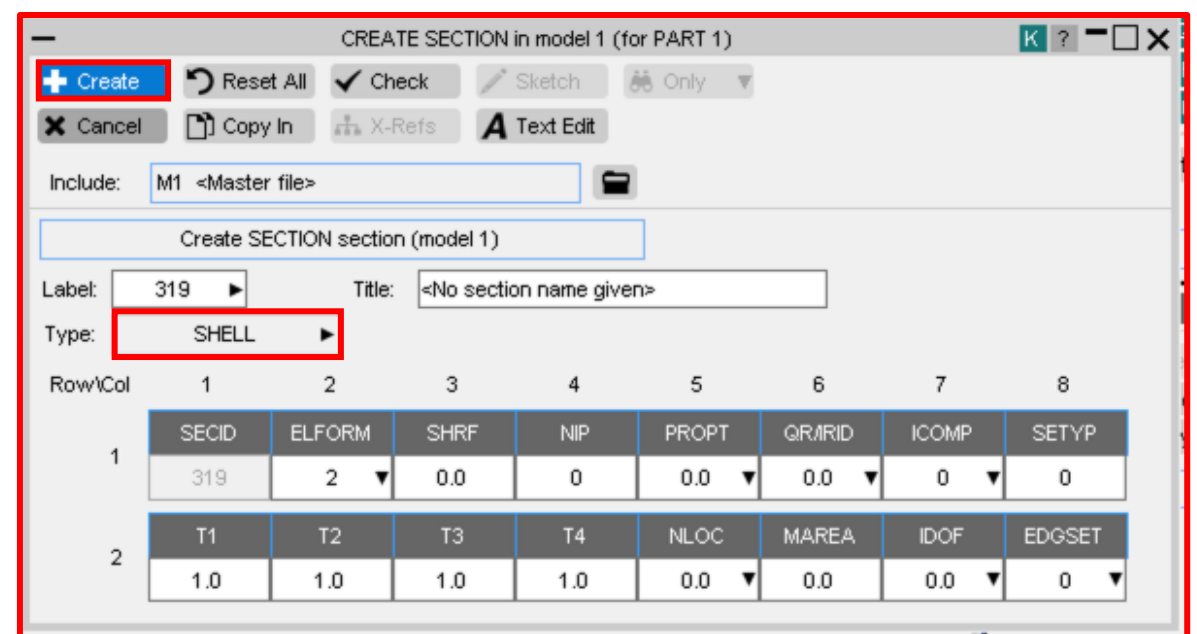 CREATE SECTION in model 1 (for PART 1) K ?
Create Reset All Check Sketch Only
Cancel Copy In X-Refs A Text Edit
Include: M1 <Master file>
Create SECTION section (model 1)
Label: 319 Title: <No section name given>
Type: SHELL
Row\Col 1 2 3 4 5 6 7 8
SECID ELFORM SHRF NIP PROPT QR/IRID ICOMP SETYP
1
319 2 0.0 0 0.0 0.0 0 0
T1 T2 T3 T4 NLOC MAREA IDOF EDGSET
2
1.0 1.0 1.0 1.0 0.0 0.0 0.0 0